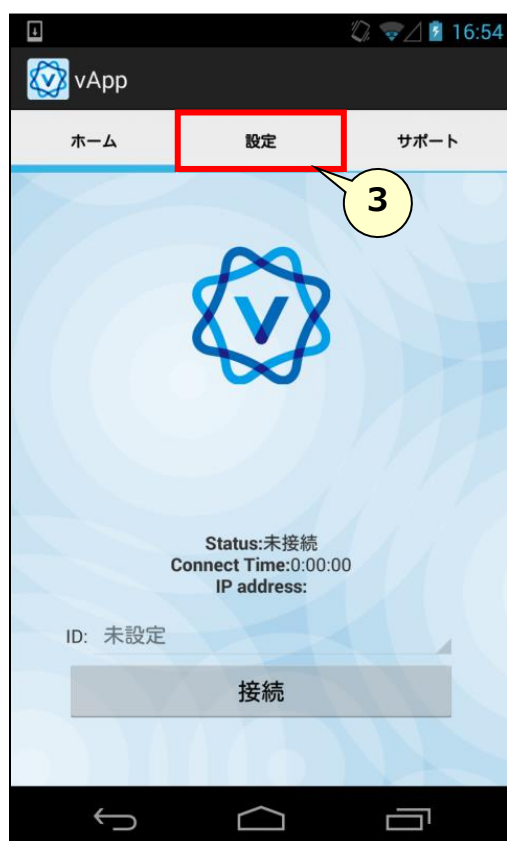 16:54
vApp
ホーム 設定 サポート
3
V
Status:未接続
Connect Time:0:00:00
IP address:
ID: 未設定
接続